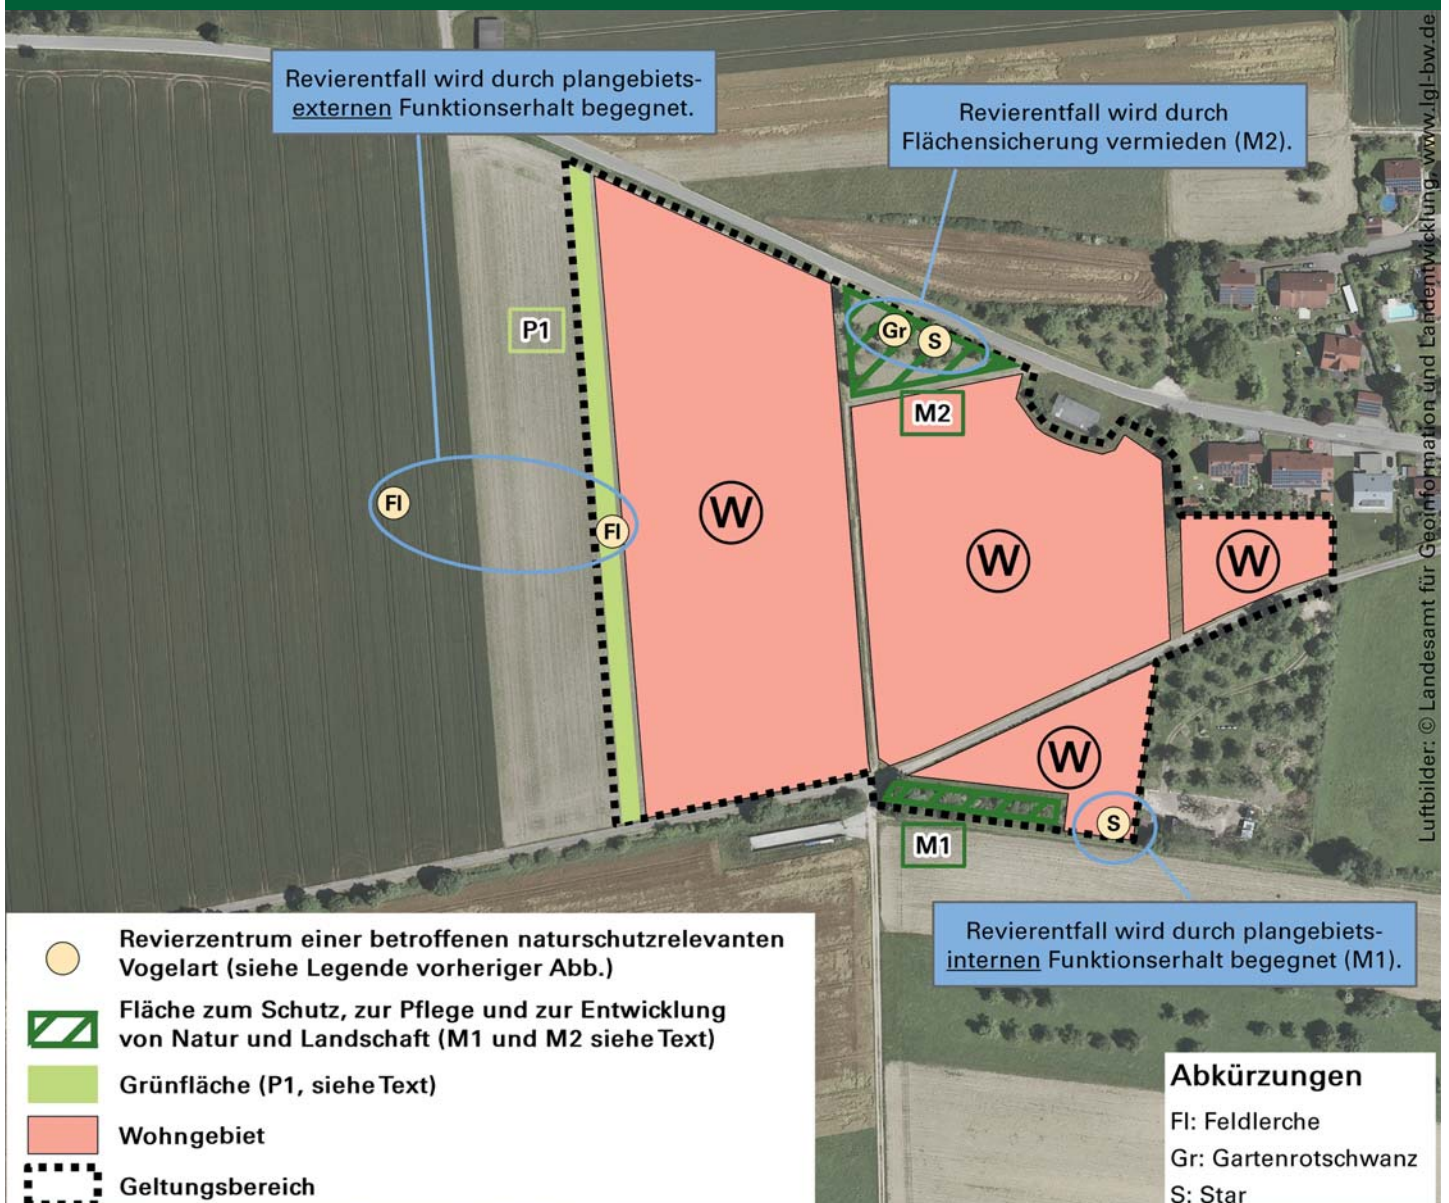 Revierentfall wird durch plangebiets-
externen Funktionserhalt begegnet.
Revierentfall wird durch
Flächensicherung vermieden (M2).
P1
Gr
S
M2
Fl
Fl
W
W
W
W
S
M1
Revierentfall wird durch plangebiets-
internen Funktionserhalt begegnet (M1).
Luftbilder: © Landesamt für Geoinformation und Landentwicklung, www.lgl-bw.de
Revierzentrum einer betroffenen naturschutzrelevanten
Vogelart (siehe Legende vorheriger Abb.)
Fläche zum Schutz, zur Pflege und zur Entwicklung
von Natur und Landschaft (M1 und M2 siehe Text)
Grünfläche (P1, siehe Text)
Wohngebiet
Geltungsbereich
Abkürzungen
Fl: Feldlerche
Gr: Gartenrotschwanz
S: Star